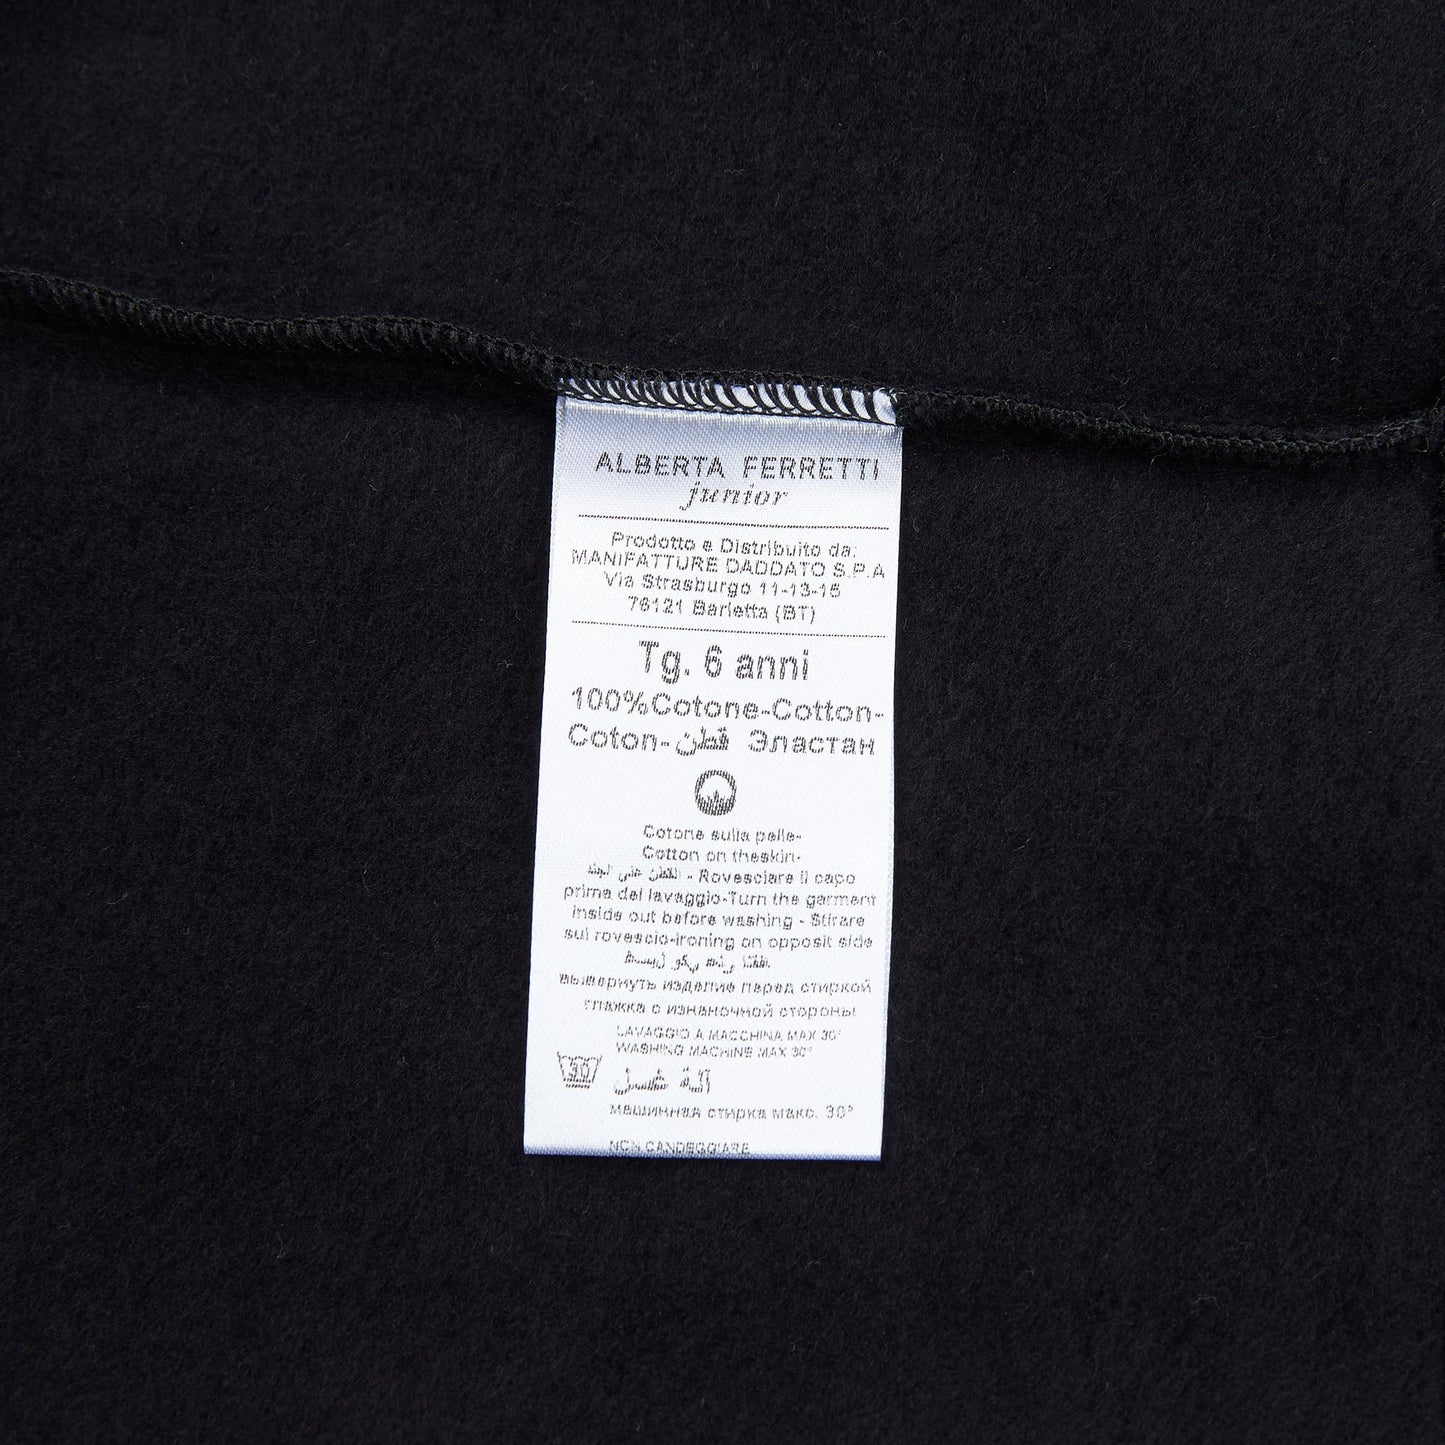 ALBERTA FERRETTI
junior
Prodotto e Distribuito da:
MANIFATTURE DADDATO S.P.A
Via Strasburgo 11-13-15
76121 Barletta (BT)
Tg. 6 anni
100%Cotone-Cotton-
Coton-قطن Эластан
Cotone sulla pelle-
Cotton on theskin-
- Rovesciare il capo
prima del lavaggio-Turn the garment
inside out before washing - Stirare
sul rovescio-ironing on opposit side
вывернуть изделие перед стиркой
глажка с изнаночной стороны
LAVAGGIO A MACCHINA MAX 30°
WASHING MACHINE MAX 30°
30 آلة غسل
машинная стирка макс. 30°
NON CANDEGGIARE